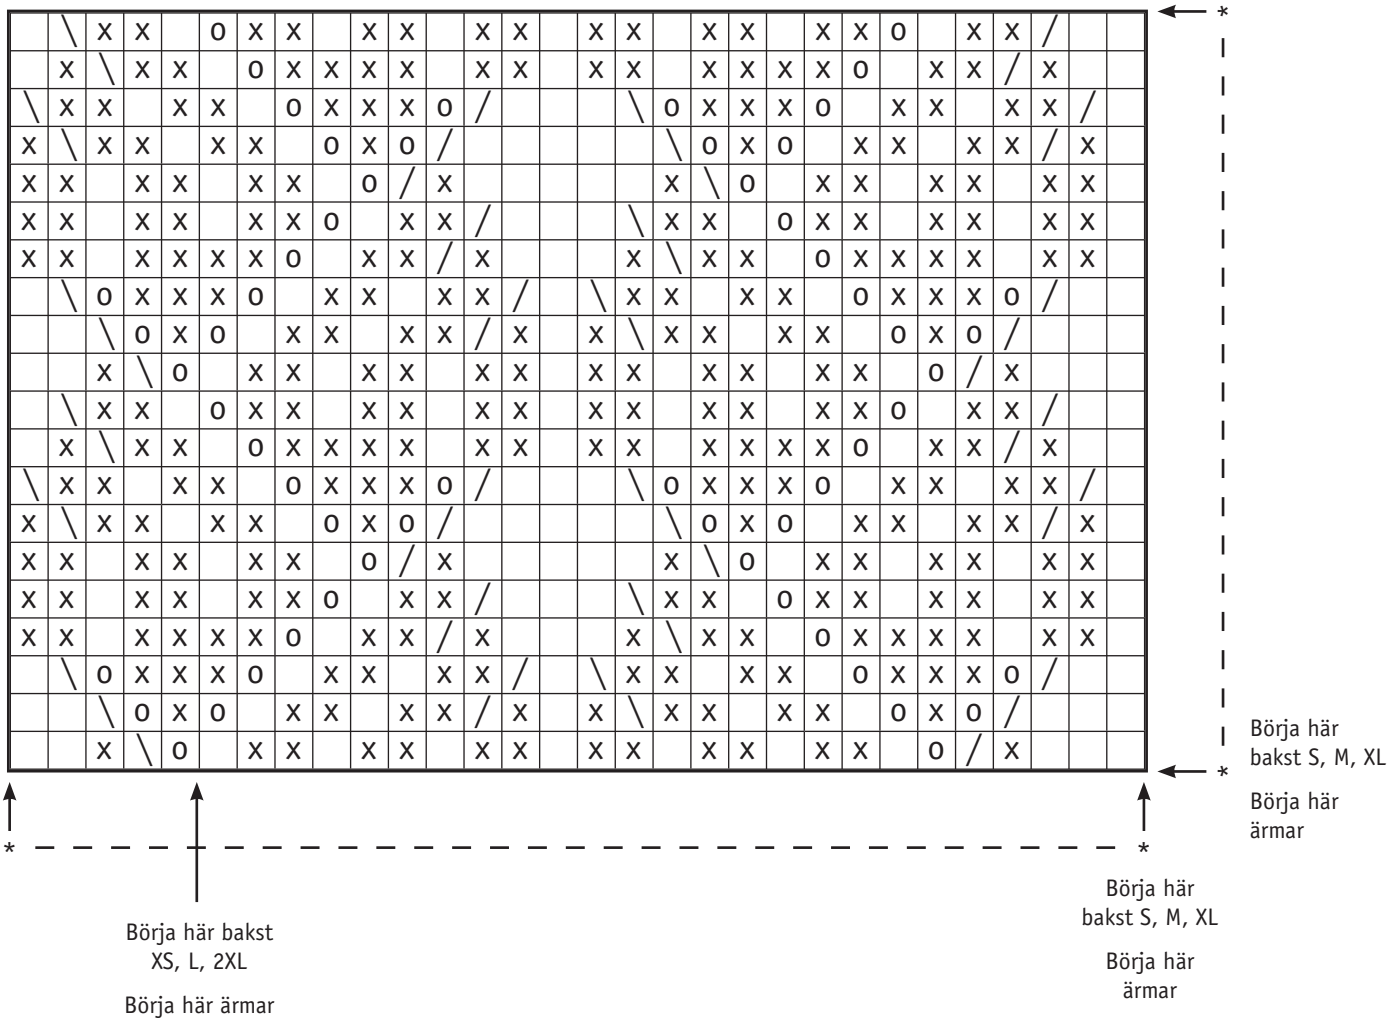 \ x x o x x x x x x x x x x x x o x x /
x \ x x o x x x x x x x x x x x x o x x / x
\ x x x x o x x x o / \ o x x x o x x x x /
x \ x x x x o x o / \ o x o x x x x / x
x x x x x x o / x x \ o x x x x x x
x x x x x x o x x / \ x x o x x x x x x
x x x x x x o x x / x x \ x x o x x x x x x
\ o x x x o x x x x / \ x x x x o x x x o /
\ o x o x x x x / x x \ x x x x o x o /
x \ o x x x x x x x x x x x x o / x
\ x x o x x x x x x x x x x x x o x x /
x \ x x o x x x x x x x x x x x x o x x / x
\ x x x x o x x x o / \ o x x x o x x x x /
x \ x x x x o x o / \ o x o x x x x / x
x x x x x x o / x x \ o x x x x x x
x x x x x x o x x / \ x x o x x x x x x
x x x x x x o x x / x x \ x x o x x x x x x
\ o x x x o x x x x / \ x x x x o x x x o /
\ o x o x x x x / x x \ x x x x o x o /
x \ o x x x x x x x x x x x x o / x
*
*
Börja här
bakst S, M, XL
Börja här
ärmar
*
*
Börja här bakst
XS, L, 2XL
Börja här ärmar
Börja här
bakst S, M, XL
Börja här
ärmar